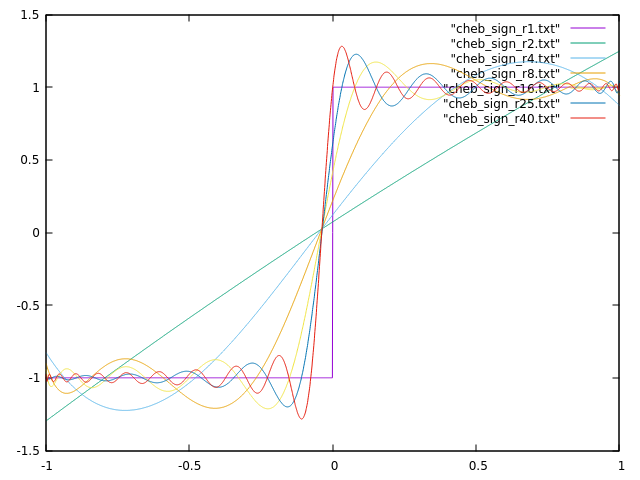 1.5
1
0.5
0
-0.5
-1
-1.5
-1
-0.5
0
0.5
1
"cheb_sign_r1.txt"
"cheb_sign_r2.txt"
"cheb_sign_r4.txt"
"cheb_sign_r8.txt"
"cheb_sign_r16.txt"
"cheb_sign_r25.txt"
"cheb_sign_r40.txt"